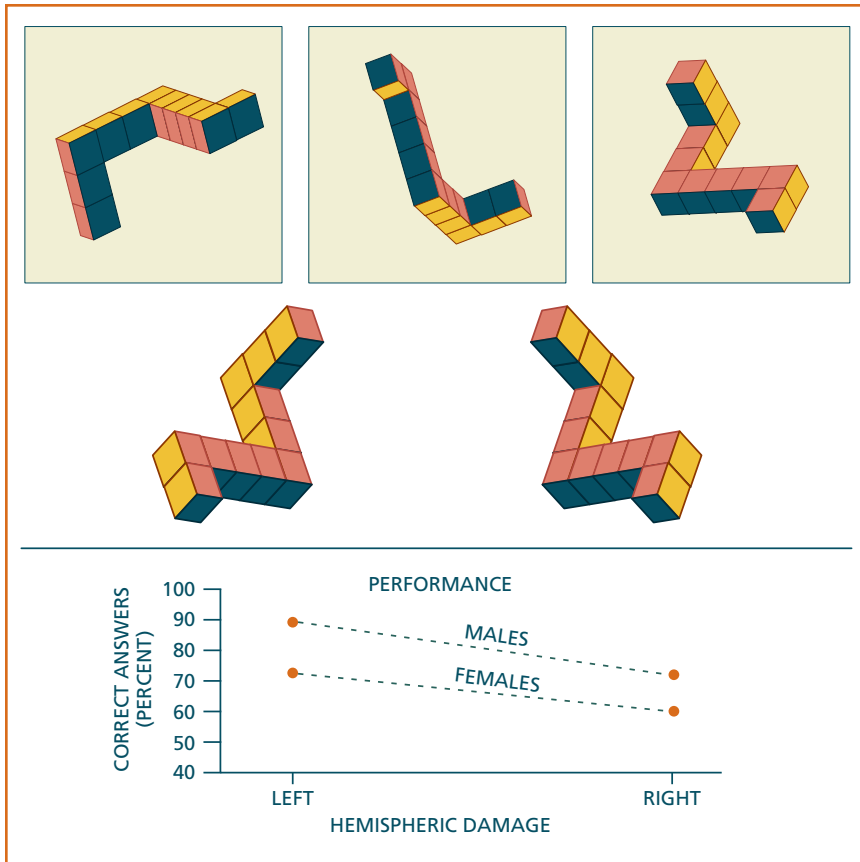 PERFORMANCE
CORRECT ANSWERS
(PERCENT)
100
90
80
70
60
50
40
MALES
FEMALES
LEFT
RIGHT
HEMISPHERIC DAMAGE